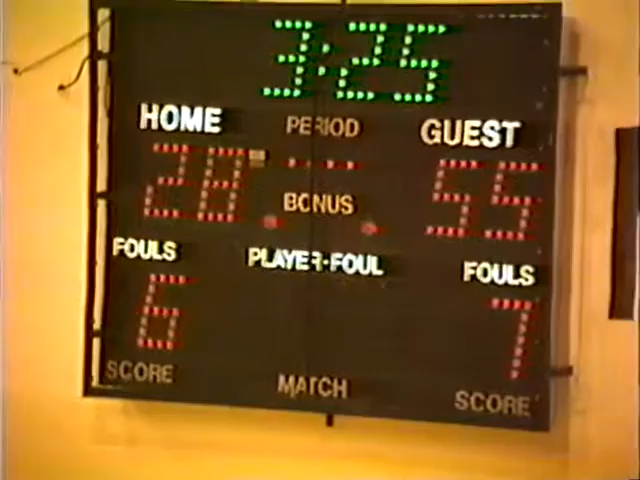 3:25
HOME PERIOD GUEST
28 55
BONUS
FOULS PLAYER-FOUL FOULS
6 7
SCORE MATCH SCORE